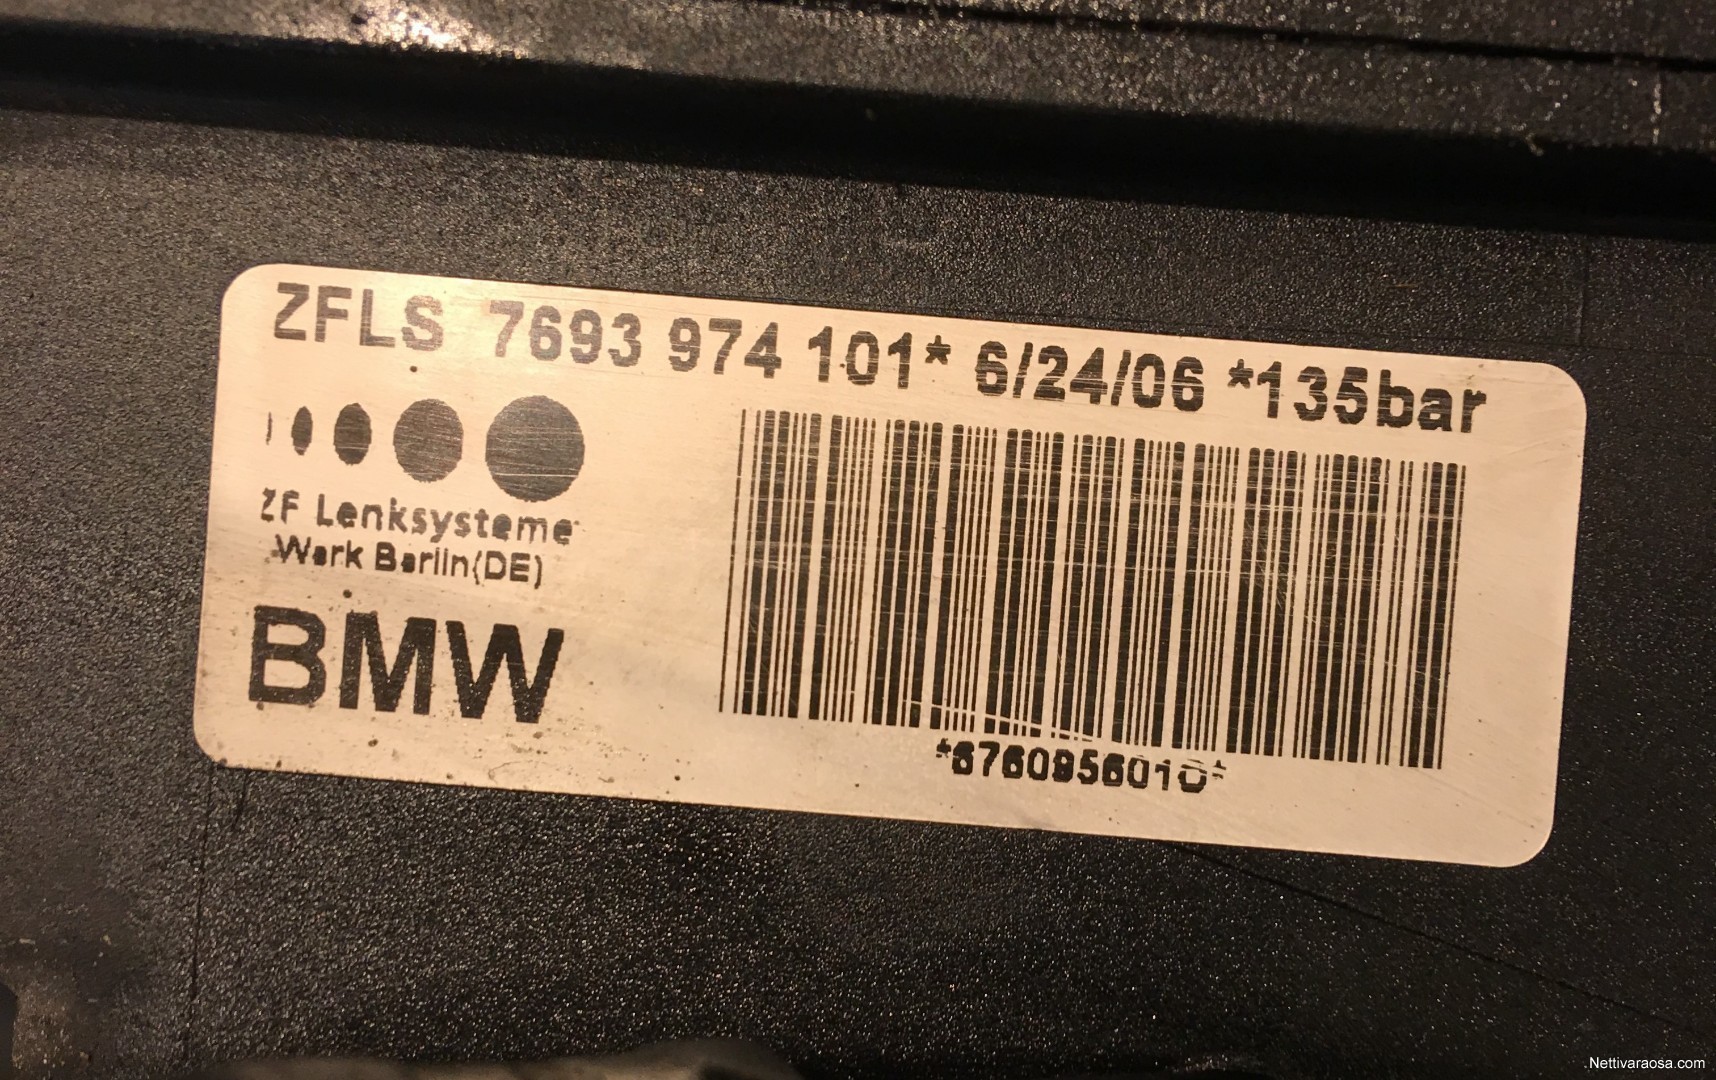 ZFLS 7693 974 101* 6/24/06 *135bar
ZF Lenksysteme
Werk Berlin(DE)
BMW
*6760956010*
Nettivaraosa.com